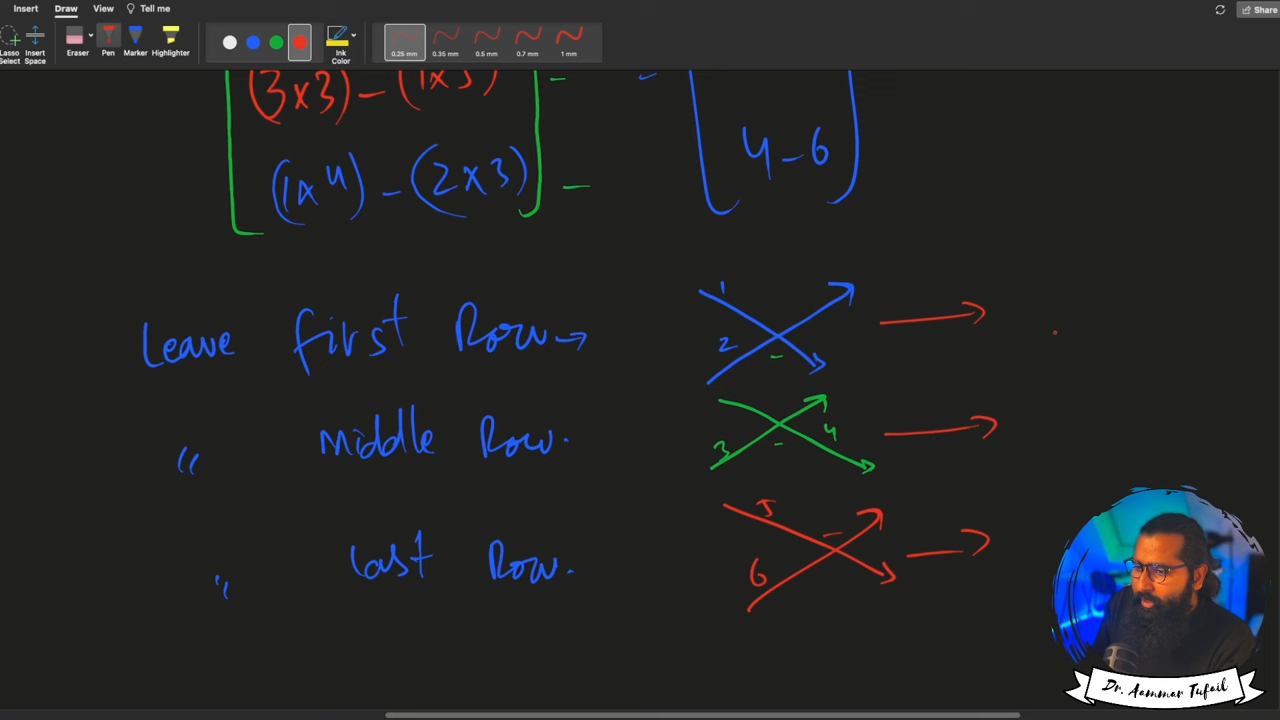 Insert Draw View Tell me Share
Lasso Select Insert Space Eraser Pen Marker Highlighter Ink Color 0.25 mm 0.35 mm 0.5 mm 0.7 mm 1 mm
(3x3) - (1x3) -
4-6
(1x4) - (2x3) -
Leave first Row → 1 2 -
" Middle Row. 3 4 -
" Last Row. 5 6 -
Dr. Aammar Tufail